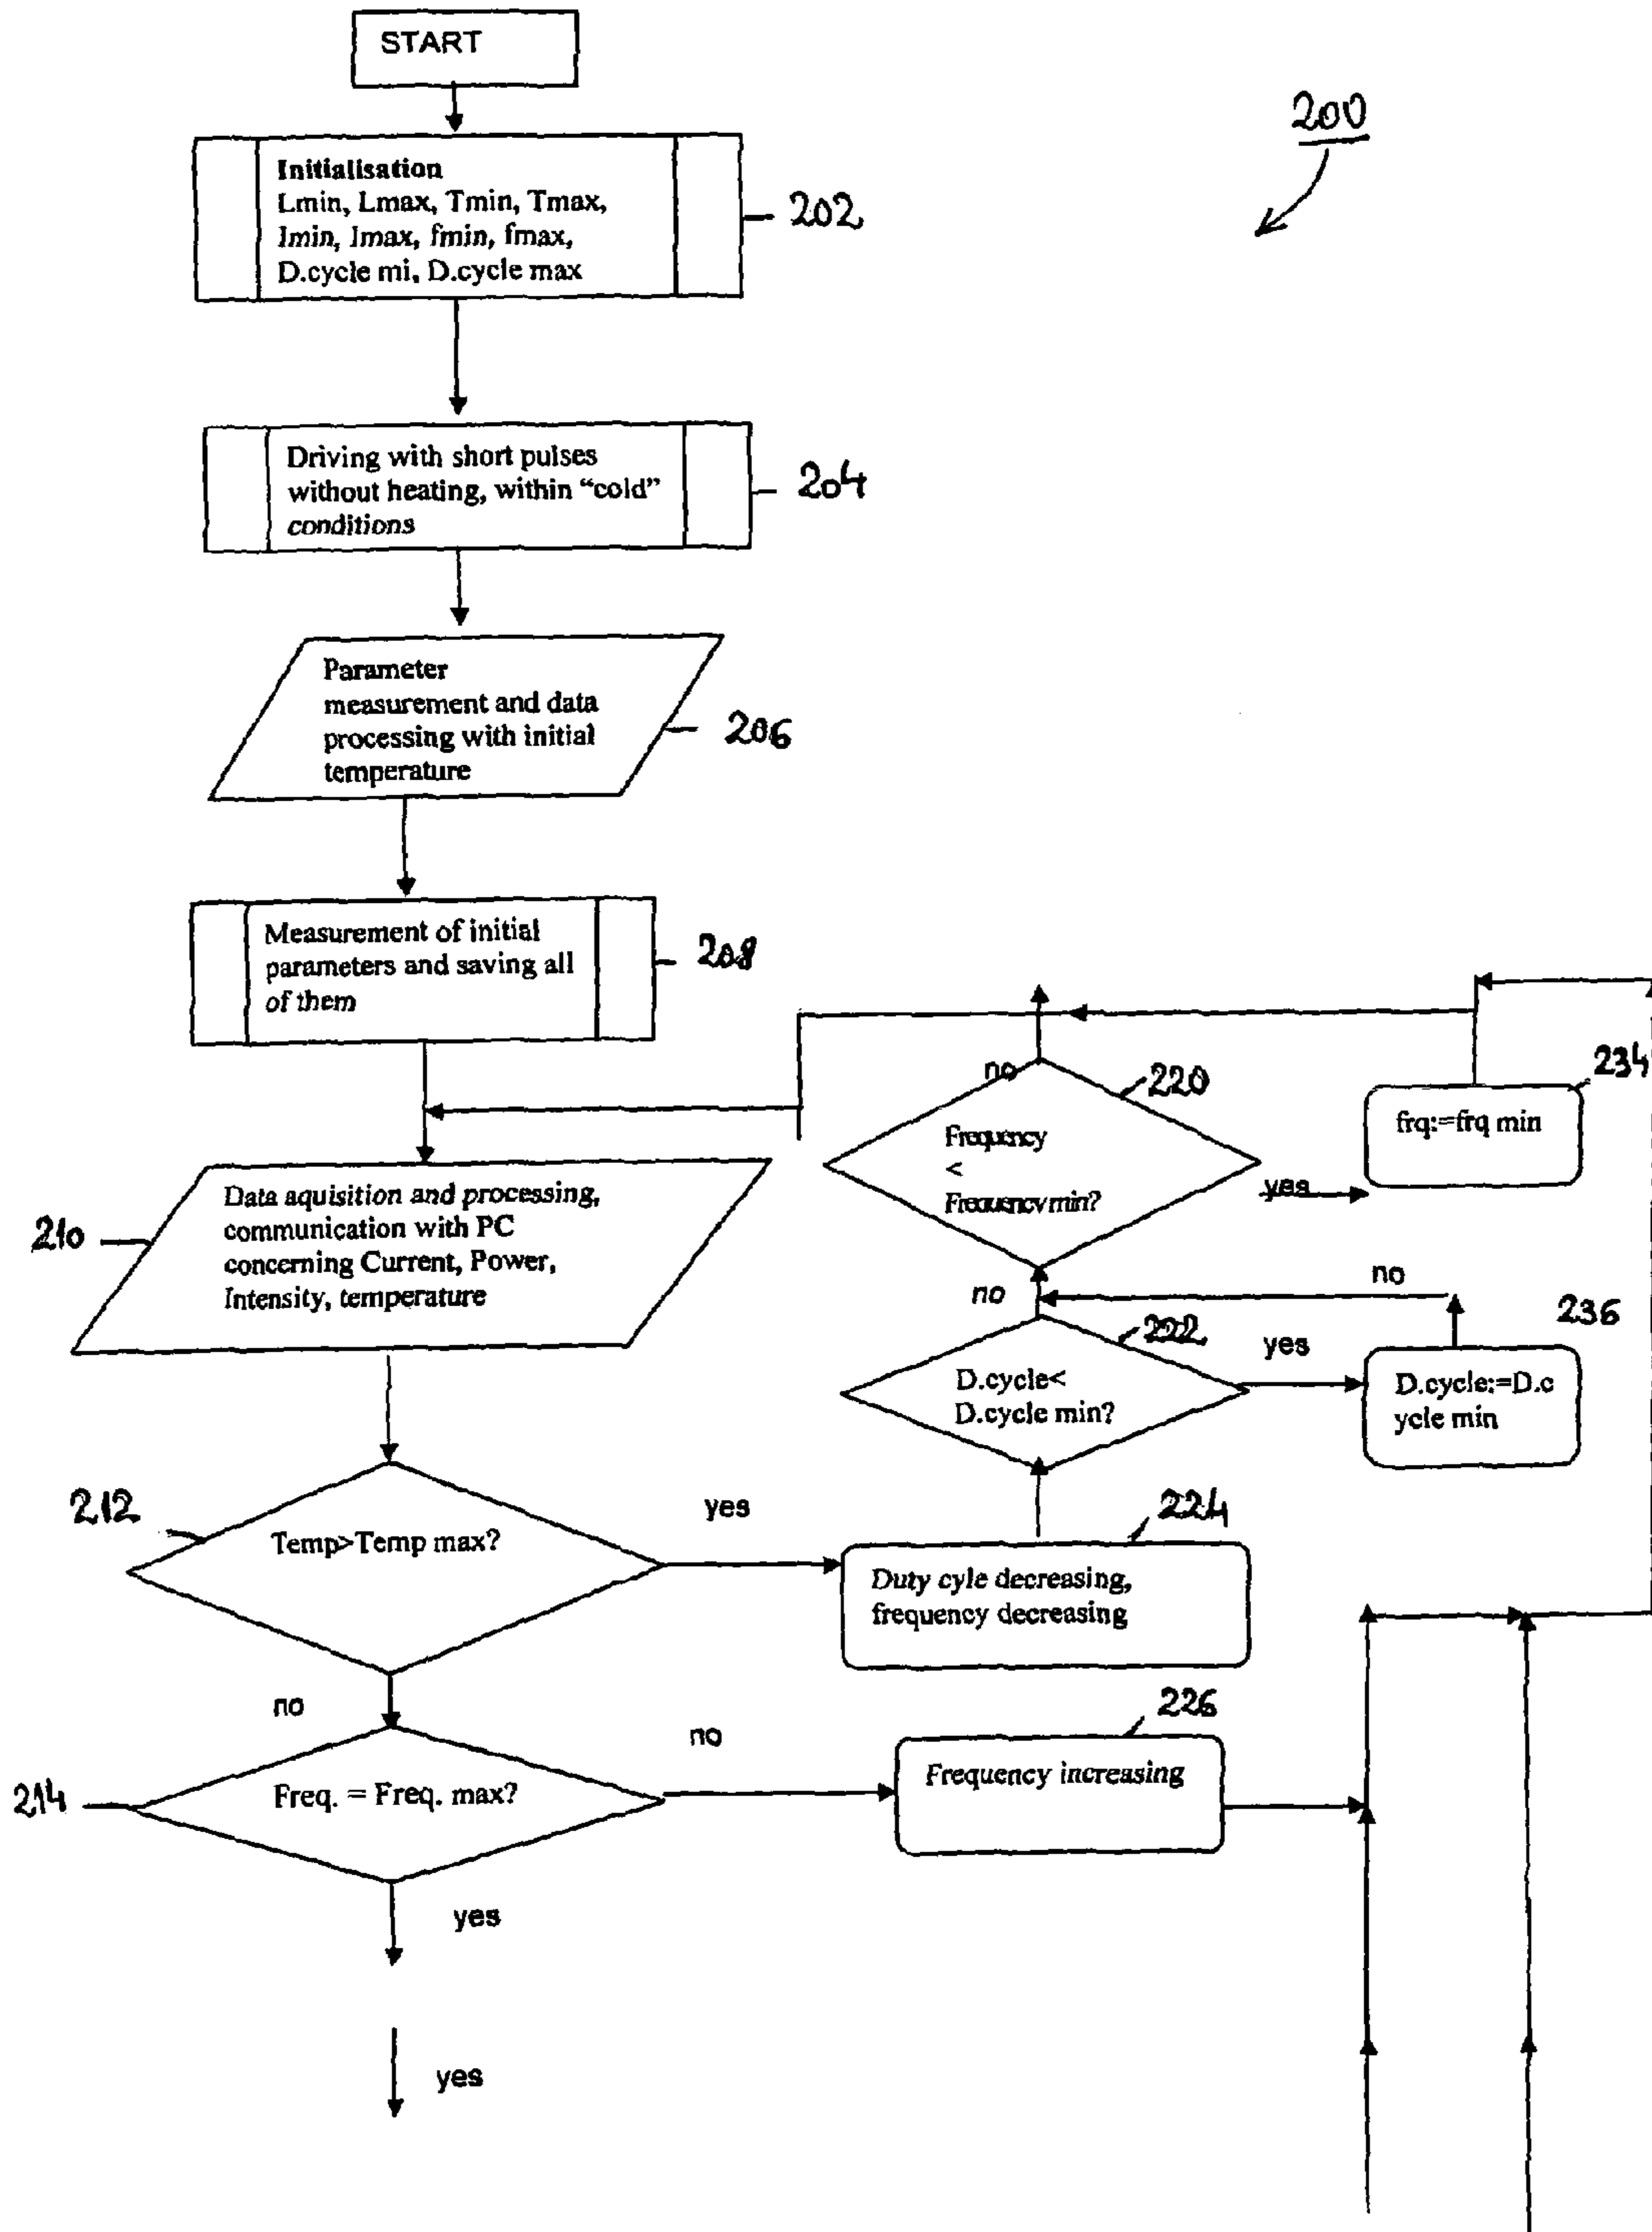 START
200
Initialisation
Lmin, Lmax, Tmin, Tmax,
Imin, Imax, fmin, fmax,
D.cycle mi, D.cycle max
202
Driving with short pulses
without heating, within “cold”
conditions
204
Parameter
measurement and data
processing with initial
temperature
206
Measurement of initial
parameters and saving all
of them
208
no
220
Frequency
<
Frequency min?
yes
234
frq:=frq min
210
Data aquisition and processing,
communication with PC
concerning Current, Power,
Intensity, temperature
no
no
222
D.cycle<
D.cycle min?
yes
236
D.cycle:=D.c
ycle min
212
Temp>Temp max?
yes
224
Duty cyle decreasing,
frequency decreasing
no
214
Freq. = Freq. max?
no
226
Frequency increasing
yes
yes